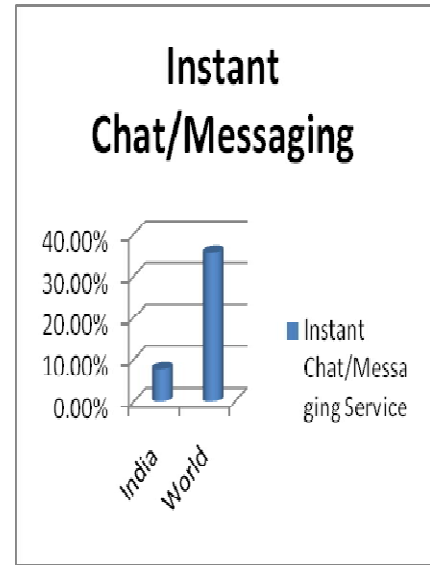 Instant
Chat/Messaging
40.00%
30.00%
20.00%
10.00%
0.00%
India
World
Instant
Chat/Messa
ging Service